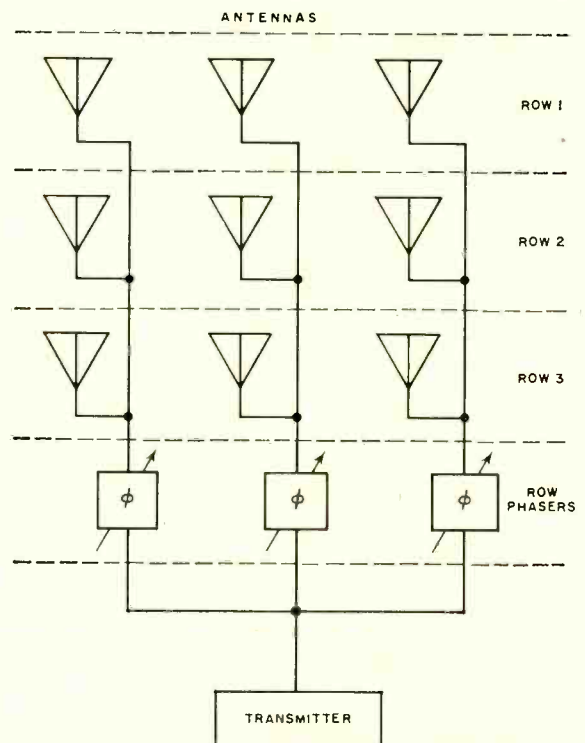 ANTENNAS
ROW 1
ROW 2
ROW 3
ϕ ϕ ϕ
ROW
PHASERS
TRANSMITTER